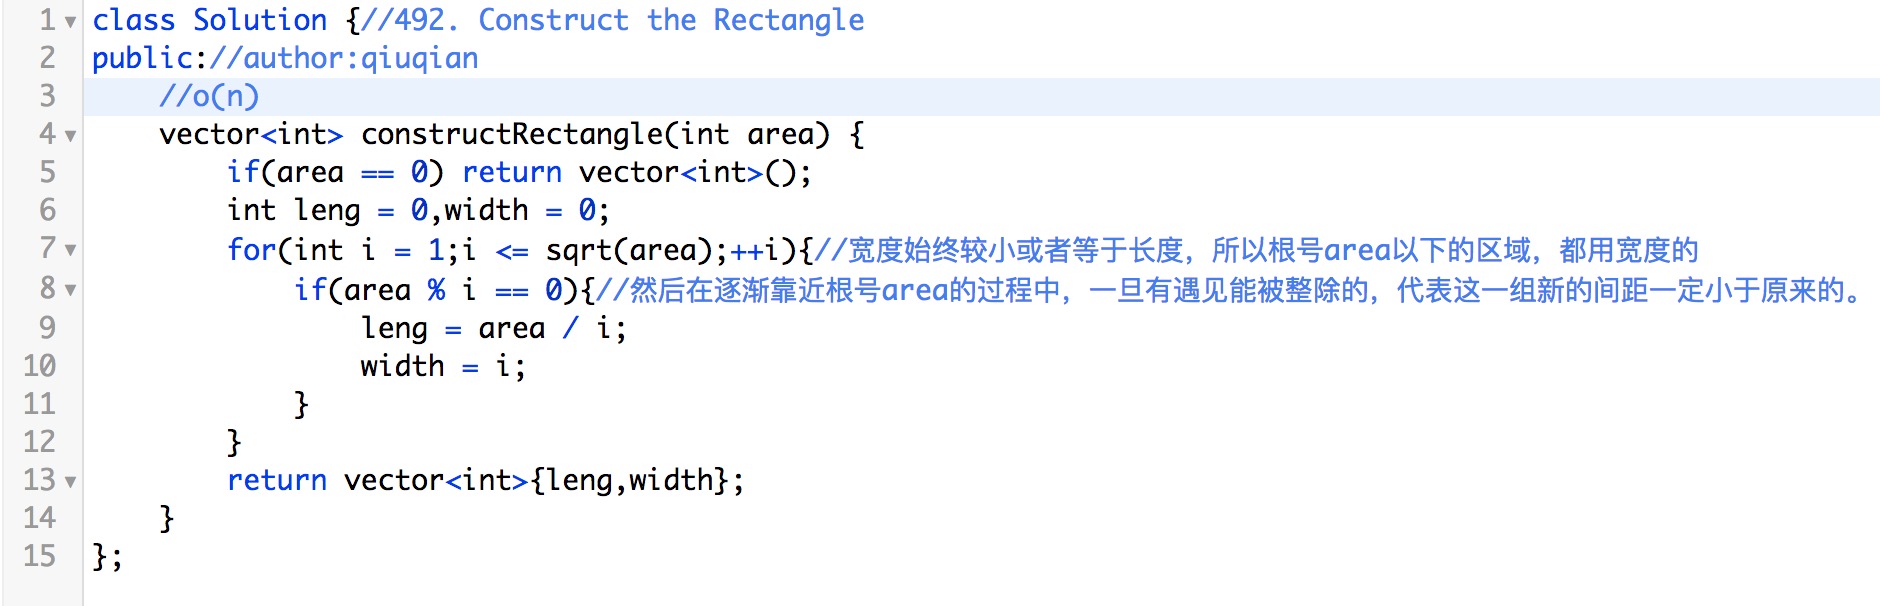 1 class Solution {//492. Construct the Rectangle
2 public://author:qiuqian
3     //o(n)
4     vector<int> constructRectangle(int area) {
5         if(area == 0) return vector<int>();
6         int leng = 0,width = 0;
7         for(int i = 1;i <= sqrt(area);++i){//宽度始终较小或者等于长度，所以根号area以下的区域，都用宽度的
8             if(area % i == 0){//然后在逐渐靠近根号area的过程中，一旦有遇见能被整除的，代表这一组新的间距一定小于原来的。
9                 leng = area / i;
10                 width = i;
11             }
12         }
13         return vector<int>{leng,width};
14     }
15 };